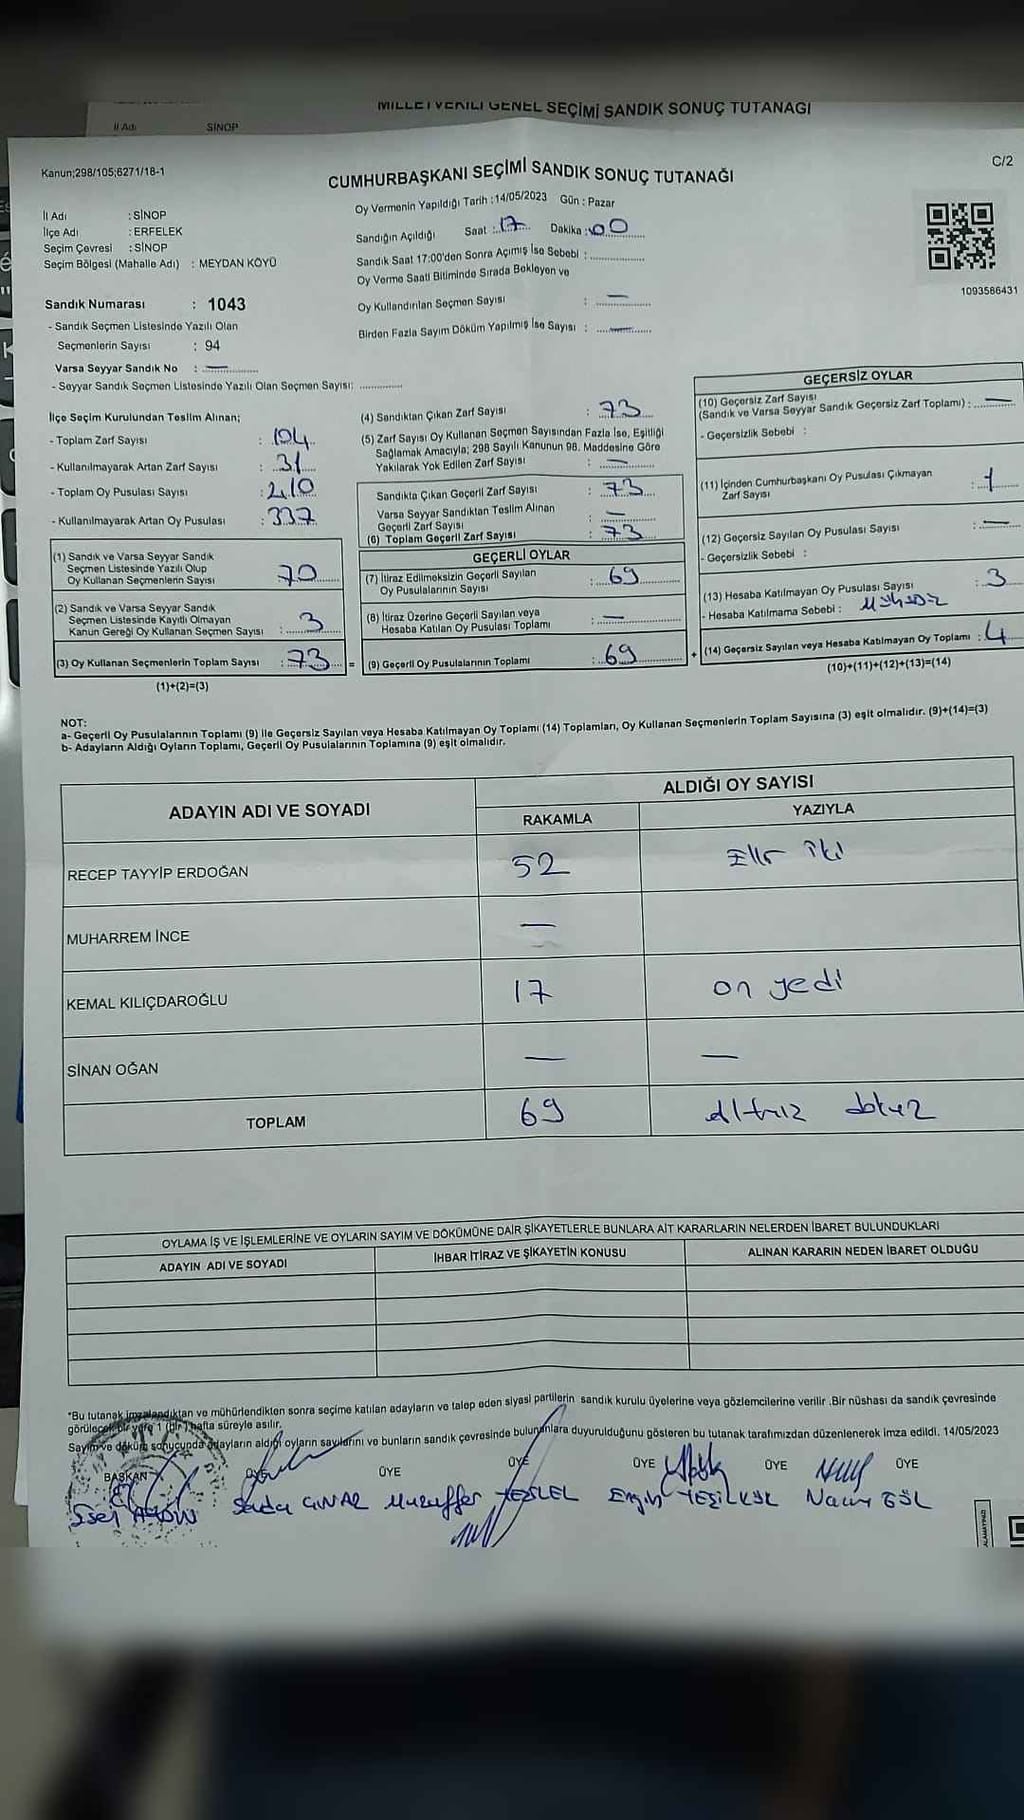 MİLLETVEKİLİ GENEL SEÇİMİ SANDIK SONUÇ TUTANAĞI
İl Adı SİNOP
Kanun;298/105;6271/18-1
C/2
CUMHURBAŞKANI SEÇİMİ SANDIK SONUÇ TUTANAĞI
İl Adı : SİNOP
İlçe Adı : ERFELEK
Seçim Çevresi : SİNOP
Seçim Bölgesi (Mahalle Adı) : MEYDAN KÖYÜ
Oy Vermenin Yapıldığı Tarih :14/05/2023 Gün : Pazar
Sandığın Açıldığı Saat : 17 Dakika : 00
Sandık Saat 17:00'den Sonra Açımış İse Sebebi :
Oy Verme Saati Bitiminde Sırada Bekleyen ve
Oy Kullandırılan Seçmen Sayısı : —
Birden Fazla Sayım Döküm Yapılmış İse Sayısı : —
1093586431
Sandık Numarası : 1043
- Sandık Seçmen Listesinde Yazılı Olan
Seçmenlerin Sayısı : 94
Varsa Seyyar Sandık No : —
- Seyyar Sandık Seçmen Listesinde Yazılı Olan Seçmen Sayısı:
İlçe Seçim Kurulundan Teslim Alınan;
- Toplam Zarf Sayısı : 104
- Kullanılmayarak Artan Zarf Sayısı : 31
- Toplam Oy Pusulası Sayısı : 410
- Kullanılmayarak Artan Oy Pusulası : 337
(1) Sandık ve Varsa Seyyar Sandık
Seçmen Listesinde Yazılı Olup
Oy Kullanan Seçmenlerin Sayısı 70
(2) Sandık ve Varsa Seyyar Sandık
Seçmen Listesinde Kayıtlı Olmayan
Kanun Gereği Oy Kullanan Seçmen Sayısı : 3
(3) Oy Kullanan Seçmenlerin Toplam Sayısı : 73 =
(1)+(2)=(3)
(4) Sandıktan Çıkan Zarf Sayısı : 73
(5) Zarf Sayısı Oy Kullanan Seçmen Sayısından Fazla İse, Eşitliği
Sağlamak Amacıyla; 298 Sayılı Kanunun 98. Maddesine Göre
Yakılarak Yok Edilen Zarf Sayısı : —
Sandıkta Çıkan Geçerli Zarf Sayısı : 73
Varsa Seyyar Sandıktan Teslim Alınan
Geçerli Zarf Sayısı : —
(6) Toplam Geçerli Zarf Sayısı : 73
GEÇERLİ OYLAR
(7) İtiraz Edilmeksizin Geçerli Sayılan
Oy Pusulalarının Sayısı : 69
(8) İtiraz Üzerine Geçerli Sayılan veya
Hesaba Katılan Oy Pusulası Toplamı : —
(9) Geçerli Oy Pusulalarının Toplamı : 69 +
GEÇERSİZ OYLAR
(10) Geçersiz Zarf Sayısı
(Sandık ve Varsa Seyyar Sandık Geçersiz Zarf Toplamı) : —
- Geçersizlik Sebebi :
(11) İçinden Cumhurbaşkanı Oy Pusulası Çıkmayan
Zarf Sayısı : 1
(12) Geçersiz Sayılan Oy Pusulası Sayısı : —
- Geçersizlik Sebebi :
(13) Hesaba Katılmayan Oy Pusulası Sayısı : 3
- Hesaba Katılmama Sebebi : Mühürsüz
(14) Geçersiz Sayılan veya Hesaba Katılmayan Oy Toplamı : 4
(10)+(11)+(12)+(13)=(14)
NOT:
a- Geçerli Oy Pusulalarının Toplamı (9) ile Geçersiz Sayılan veya Hesaba Katılmayan Oy Toplamı (14) Toplamları, Oy Kullanan Seçmenlerin Toplam Sayısına (3) eşit olmalıdır. (9)+(14)=(3)
b- Adayların Aldığı Oyların Toplamı, Geçerli Oy Pusulalarının Toplamına (9) eşit olmalıdır.
ADAYIN ADI VE SOYADI ALDIĞI OY SAYISI
RAKAMLA YAZIYLA
RECEP TAYYİP ERDOĞAN 52 Elli iki
MUHARREM İNCE —
KEMAL KILIÇDAROĞLU 17 on yedi
SİNAN OĞAN — —
TOPLAM 69 Altmış dokuz
OYLAMA İŞ VE İŞLEMLERİNE VE OYLARIN SAYIM VE DÖKÜMÜNE DAİR ŞİKAYETLERLE BUNLARA AİT KARARLARIN NELERDEN İBARET BULUNDUKLARI
ADAYIN ADI VE SOYADI İHBAR İTİRAZ VE ŞİKAYETİN KONUSU ALINAN KARARIN NEDEN İBARET OLDUĞU
*Bu tutanak imzalandıktan ve mühürlendikten sonra seçime katılan adayların ve talep eden siyasi partilerin sandık kurulu üyelerine veya gözlemcilerine verilir .Bir nüshası da sandık çevresinde
görülecek bir yere 1 (bir) hafta süreyle asılır.
Sayım ve döküm sonucunda adayların aldığı oyların sayılarını ve bunların sandık çevresinde bulunanlara duyurulduğunu gösteren bu tutanak tarafımızdan düzenlenerek imza edildi. 14/05/2023
BAŞKAN ÜYE ÜYE ÜYE ÜYE ÜYE ÜYE
Seda ÇINAR Muzaffer Engin YEŞİLKÖK GÜL